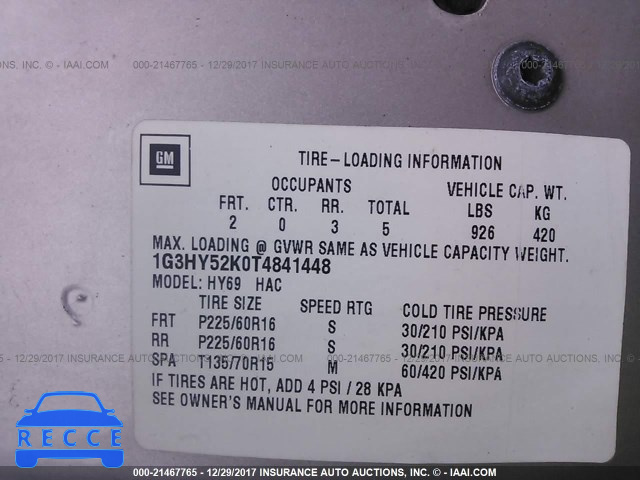 000-21467765 - 12/29/2017 INSURANCE AUTO AUCTIONS, INC. © - IAAI.COM
GM
TIRE-LOADING INFORMATION
OCCUPANTS VEHICLE CAP. WT.
FRT. CTR. RR. TOTAL LBS KG
2 0 3 5 926 420
MAX. LOADING @ GVWR SAME AS VEHICLE CAPACITY WEIGHT.
1G3HY52K0T4841448
MODEL: HY69 HAC
TIRE SIZE SPEED RTG COLD TIRE PRESSURE
FRT P225/60R16 S 30/210 PSI/KPA
RR P225/60R16 S 30/210 PSI/KPA
SPA T135/70R15 M 60/420 PSI/KPA
IF TIRES ARE HOT, ADD 4 PSI / 28 KPA
SEE OWNER'S MANUAL FOR MORE INFORMATION
RECCE
000-21467765 - 12/29/2017 INSURANCE AUTO AUCTIONS, INC. © - IAAI.COM